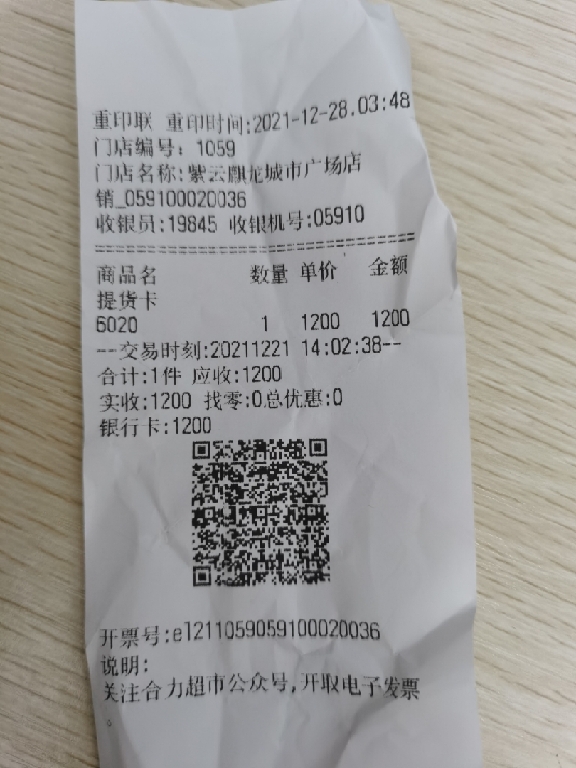 重印联 重印时间:2021-12-28.03:48
门店编号: 1059
门店名称:紫云麒龙城市广场店
销_059100020036
收银员:19845 收银机号:05910
商品名 数量 单价 金额
提货卡
5020 1 1200 1200
--交易时刻:20211221 14:02:38--
合计:1件 应收:1200
实收:1200 找零:0总优惠:0
银行卡:1200
开票号:e1211059059100020036
说明:
关注合力超市公众号,开取电子发票
。